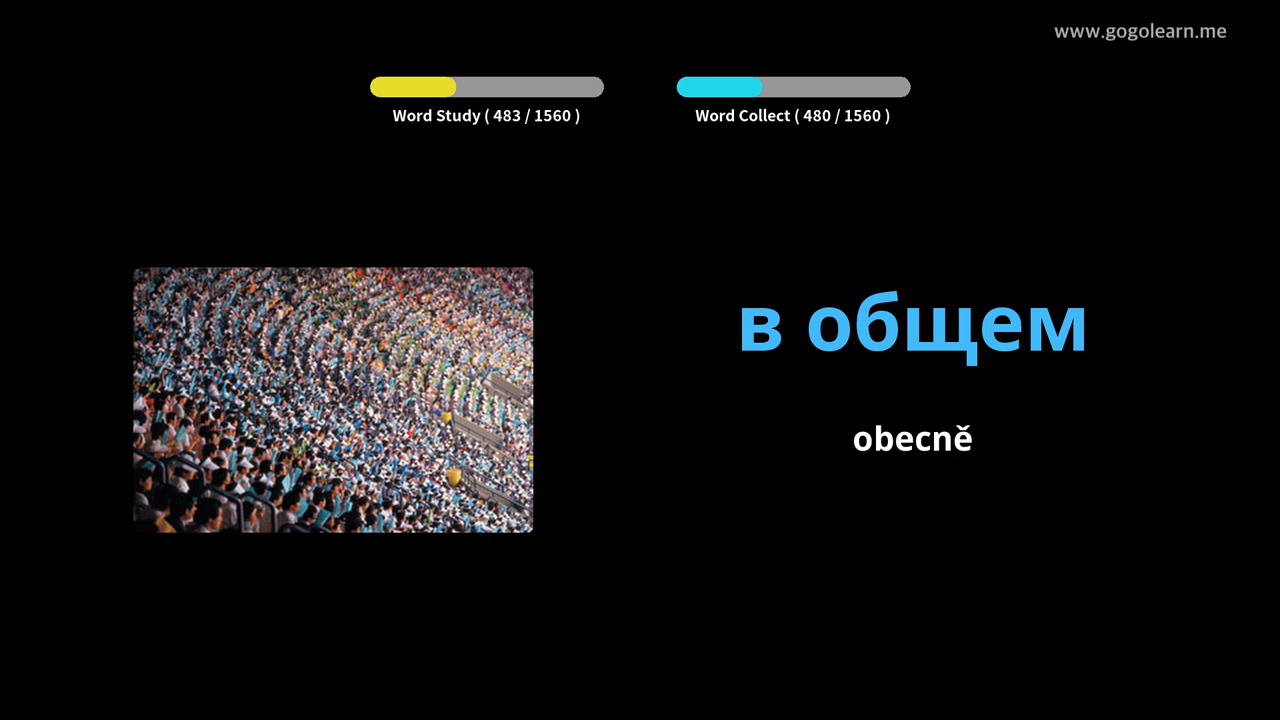 www.gogolearn.me
Word Study ( 483 / 1560 )
Word Collect ( 480 / 1560 )
в общем
obecně